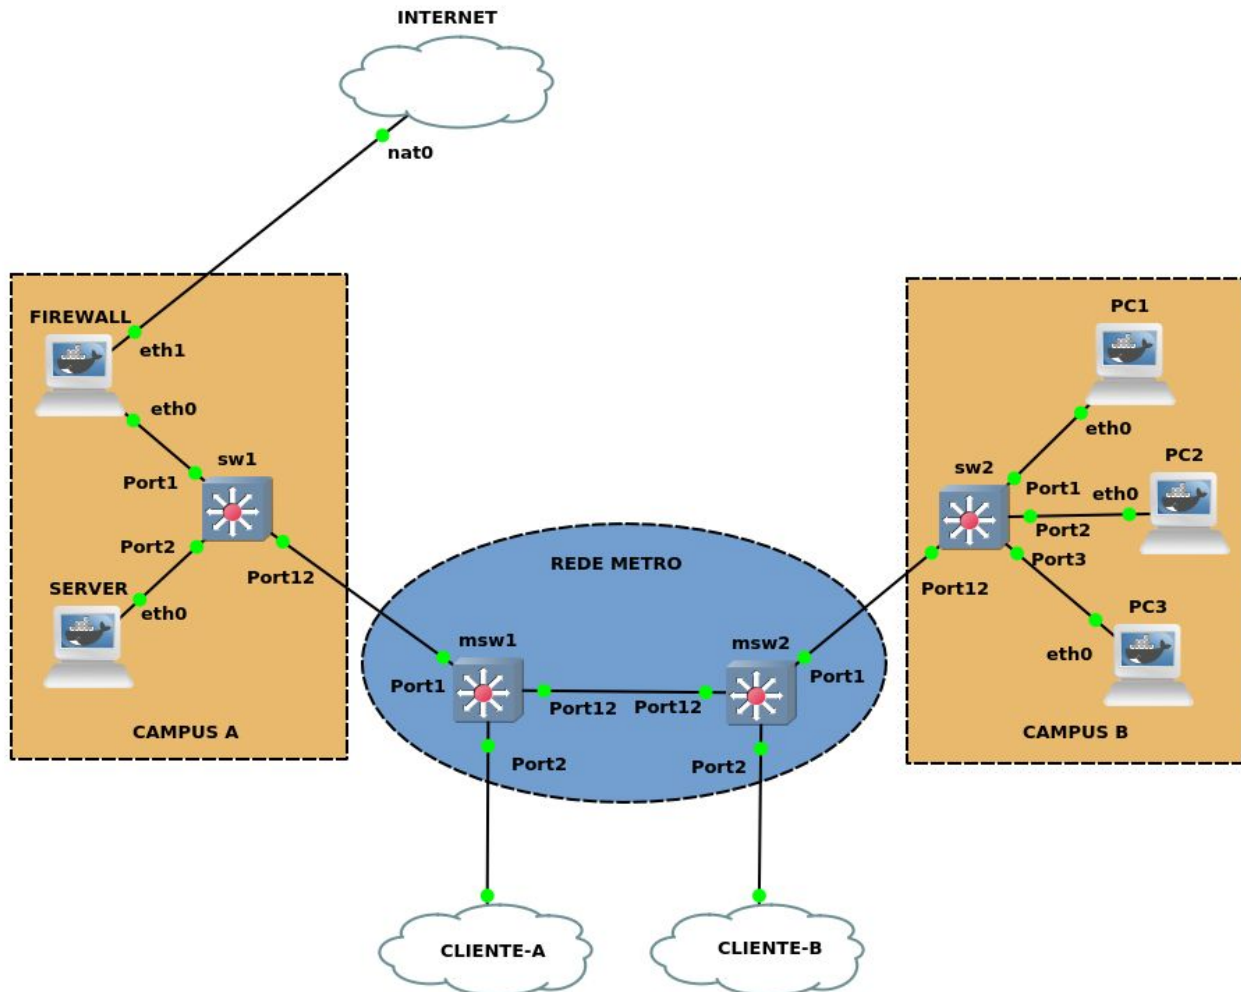 INTERNET
nat0
FIREWALL
eth1
eth0
sw1
Port1
Port2
Port12
SERVER
eth0
CAMPUS A
REDE METRO
msw1
Port1
Port12
Port2
msw2
Port12
Port1
Port2
CLIENTE-A
CLIENTE-B
PC1
eth0
sw2
Port1
PC2
eth0
Port2
Port3
Port12
PC3
eth0
CAMPUS B